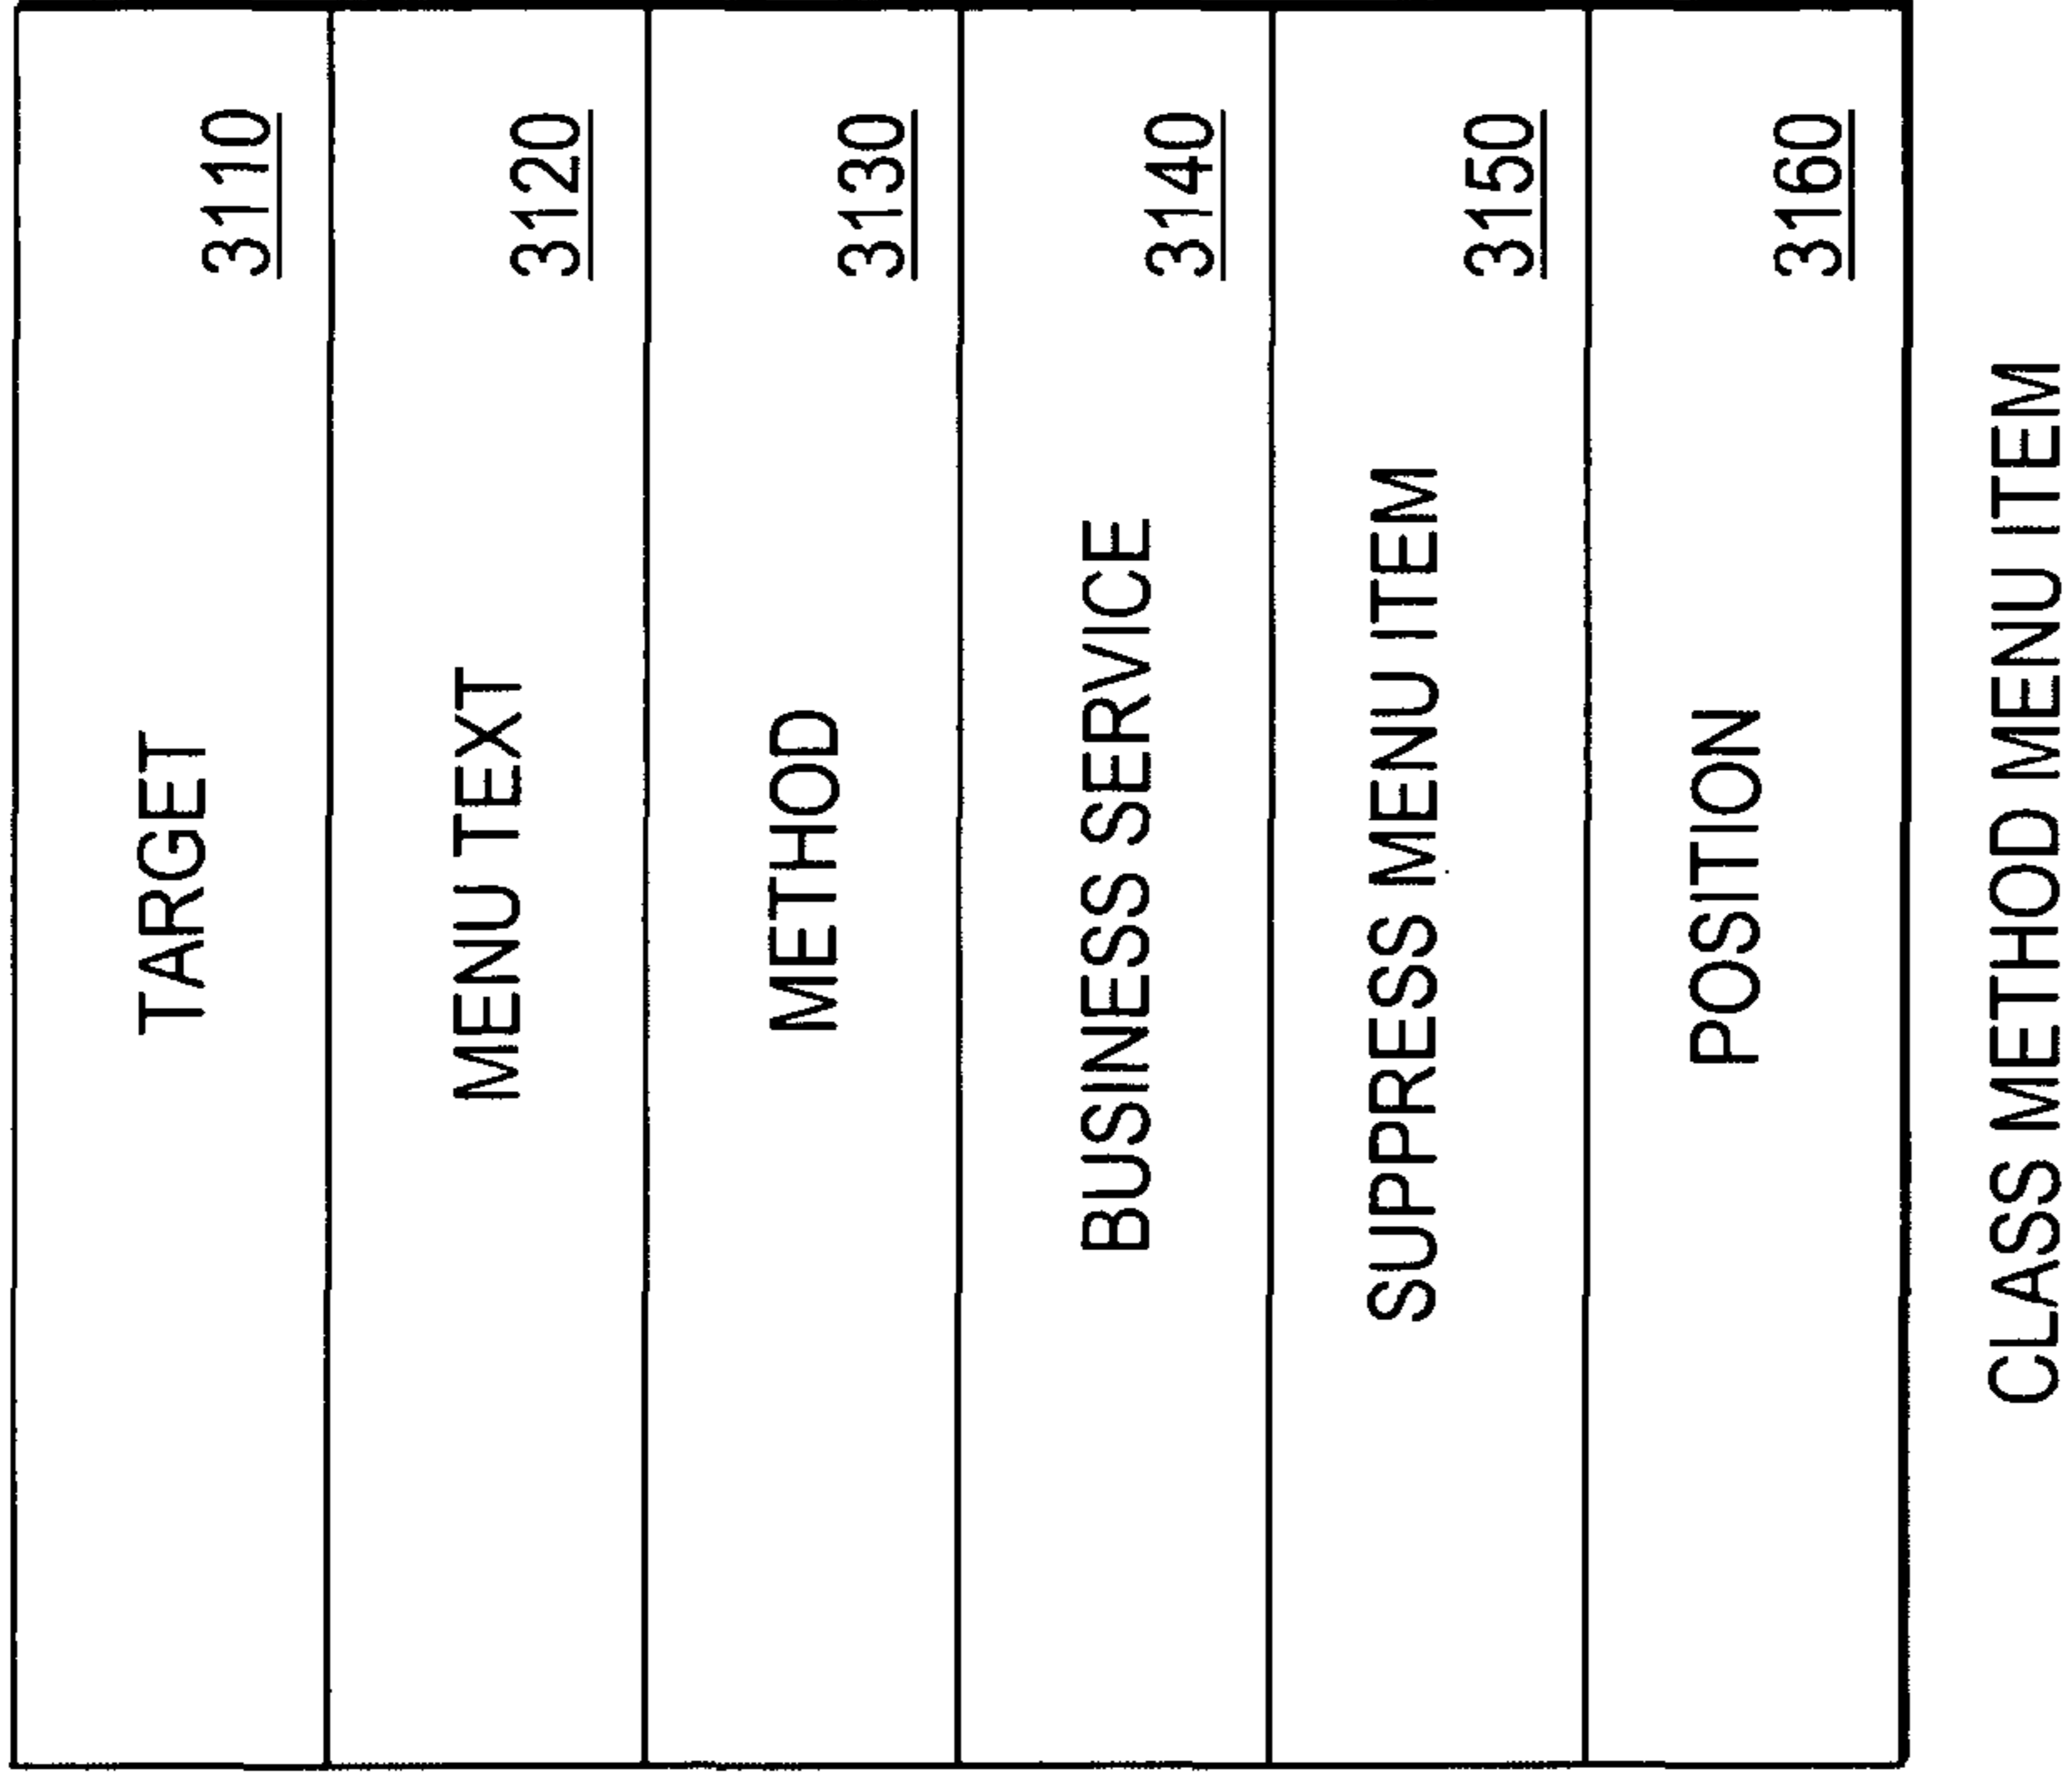 TARGET
3110
MENU TEXT
3120
METHOD
3130
BUSINESS SERVICE
3140
SUPPRESS MENU ITEM
3150
POSITION
3160
CLASS METHOD MENU ITEM